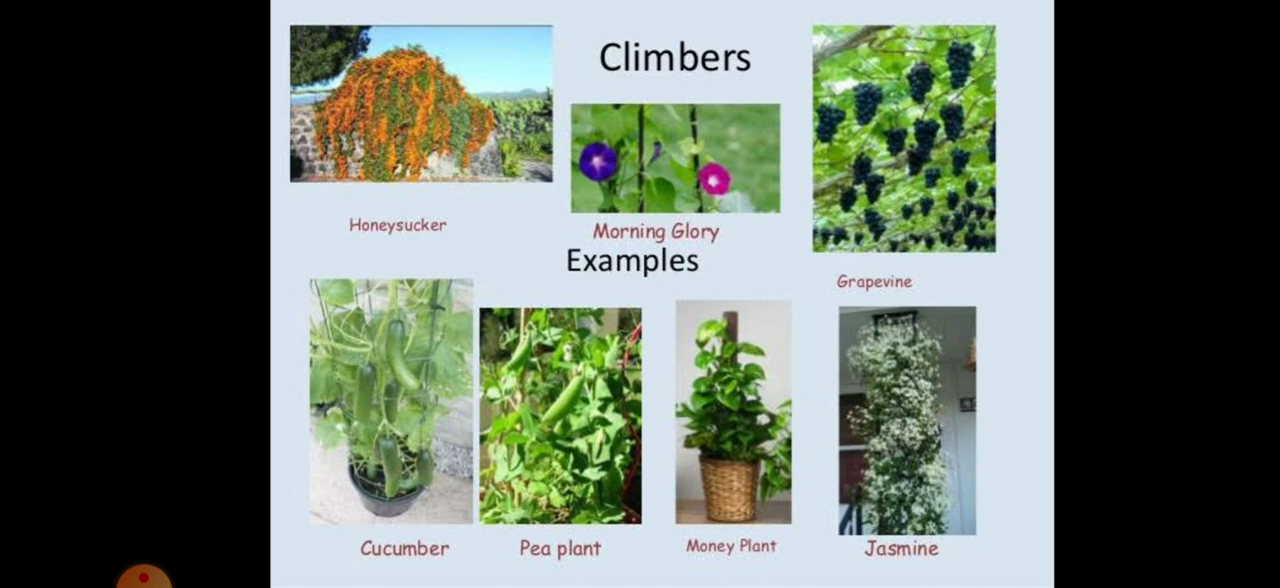 Climbers
Honeysucker
Morning Glory
Examples
Grapevine
Cucumber
Pea plant
Money Plant
Jasmine